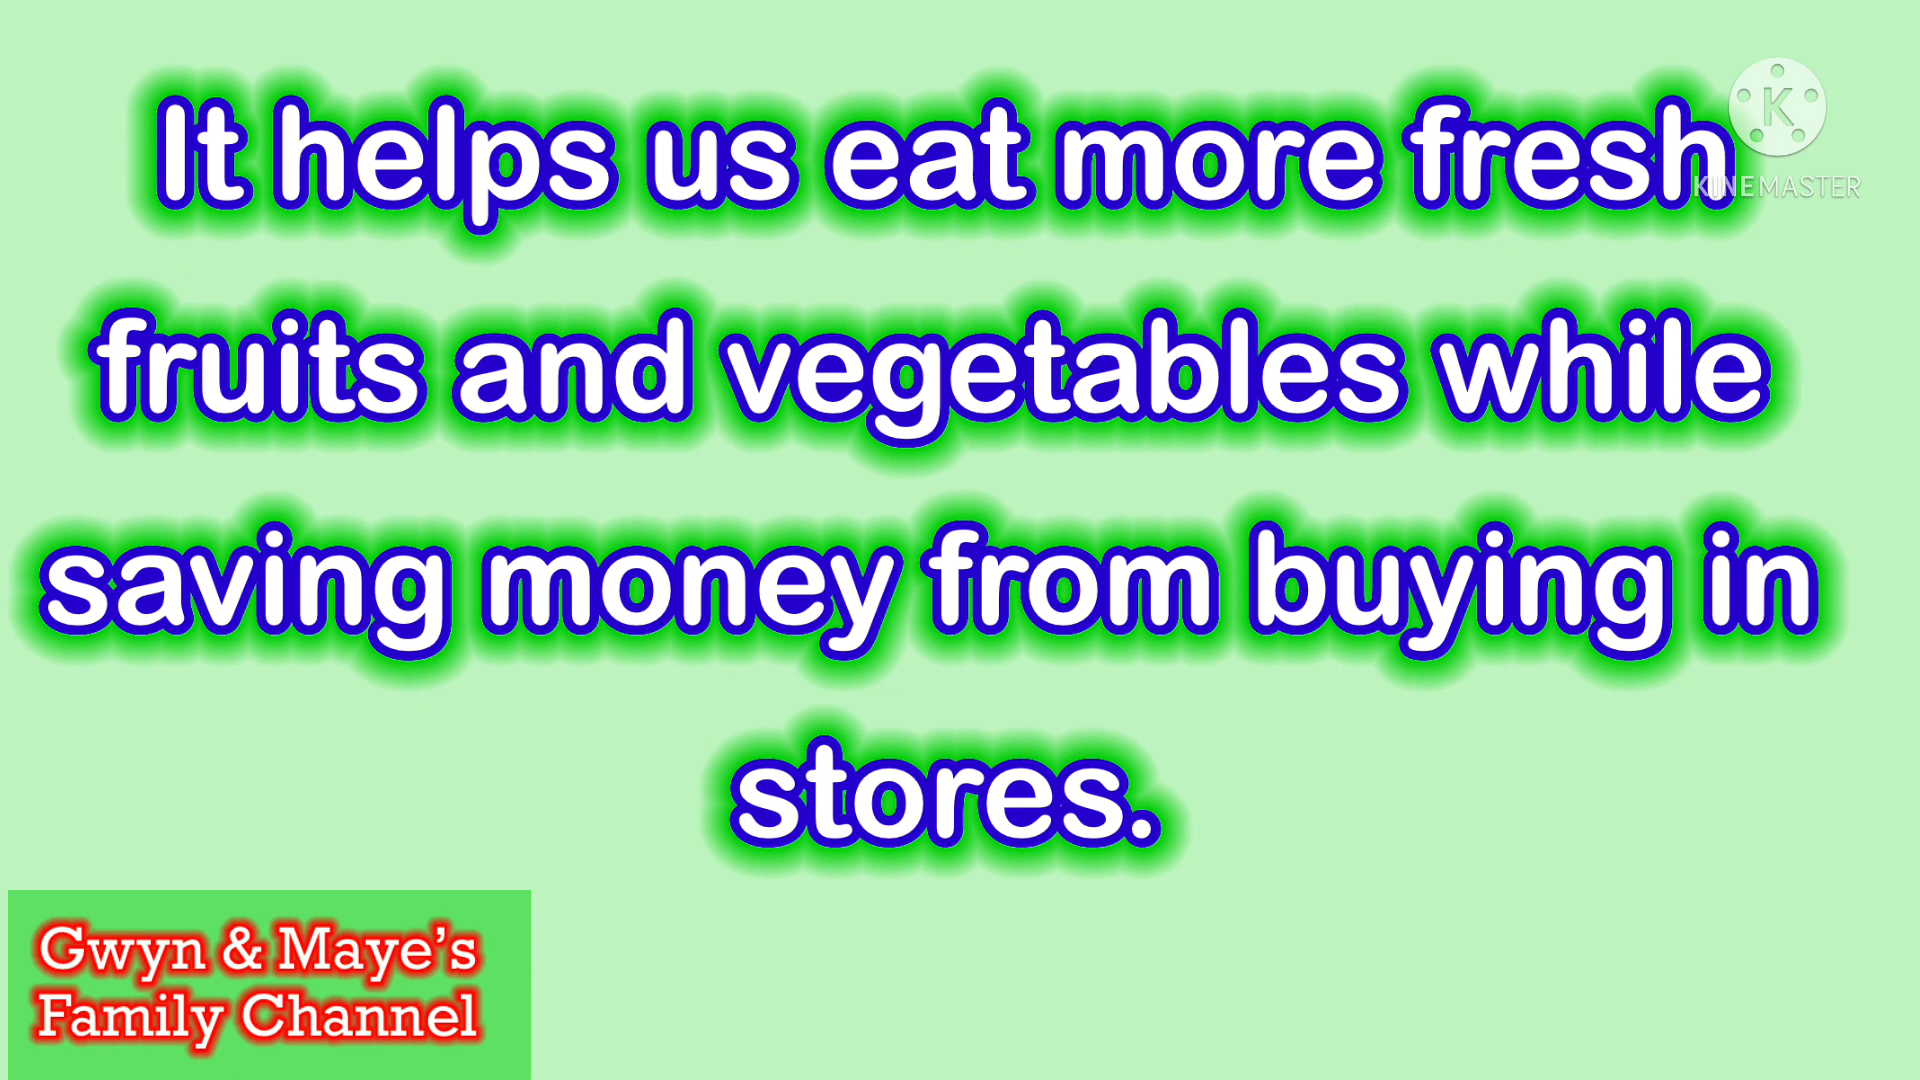 It helps us eat more fresh
fruits and vegetables while
saving money from buying in
stores.
K
KINEMASTER
Gwyn & Maye's
Family Channel